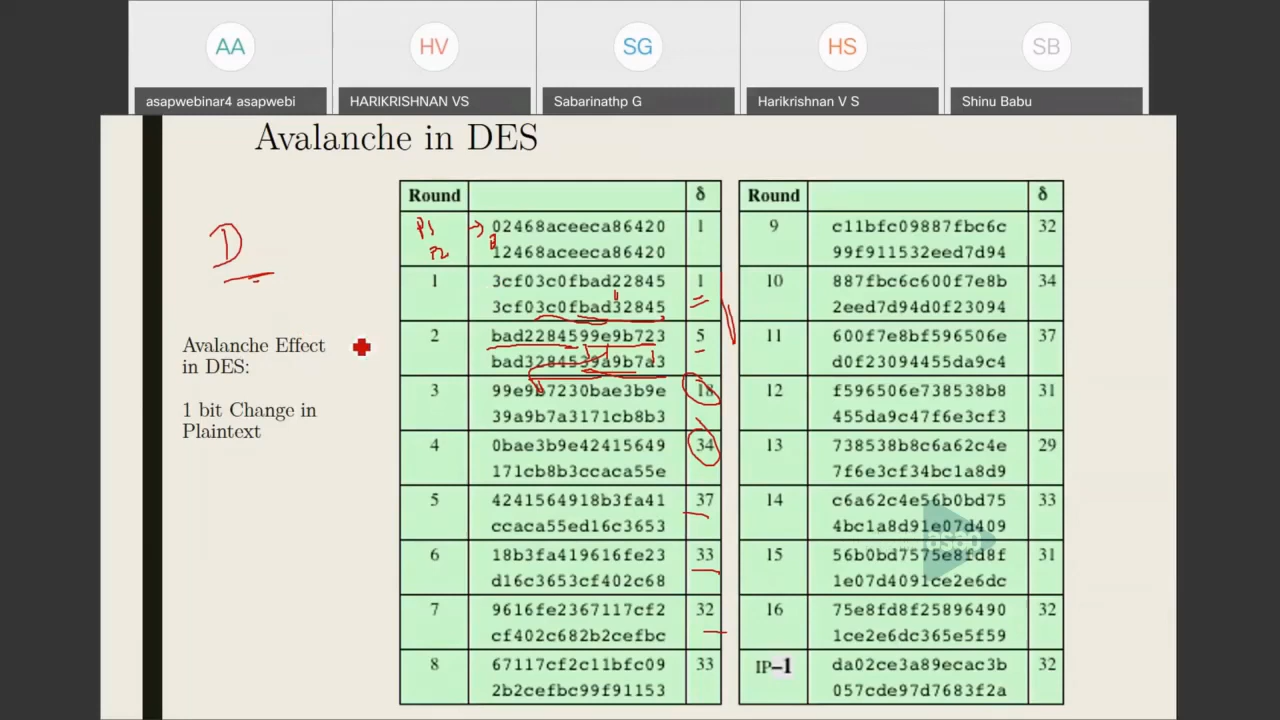 AA
HV
SG
HS
SB
asapwebinar4 asapwebi
HARIKRISHNAN VS
Sabarinathp G
Harikrishnan V S
Shinu Babu
Avalanche in DES
D
Avalanche Effect
in DES:
1 bit Change in
Plaintext
Round δ
P1 02468aceeca86420 1
P2 12468aceeca86420
1 3cf03c0fbad22845 1
3cf03c0fbad32845
2 bad2284599e9b723 5
bad3284539a9b7a3
3 99e9b7230bae3b9e 18
39a9b7a3171cb8b3
4 0bae3b9e42415649 34
171cb8b3ccaca55e
5 4241564918b3fa41 37
ccaca55ed16c3653
6 18b3fa419616fe23 33
d16c3653cf402c68
7 9616fe2367117cf2 32
cf402c682b2cefbc
8 67117cf2c11bfc09 33
2b2cefbc99f91153
Round δ
9 c11bfc09887fbc6c 32
99f911532eed7d94
10 887fbc6c600f7e8b 34
2eed7d94d0f23094
11 600f7e8bf596506e 37
d0f23094455da9c4
12 f596506e738538b8 31
455da9c47f6e3cf3
13 738538b8c6a62c4e 29
7f6e3cf34bc1a8d9
14 c6a62c4e56b0bd75 33
4bc1a8d91e07d409
15 56b0bd7575e8fd8f 31
1e07d4091ce2e6dc
16 75e8fd8f25896490 32
1ce2e6dc365e5f59
IP–1 da02ce3a89ecac3b 32
057cde97d7683f2a
asap